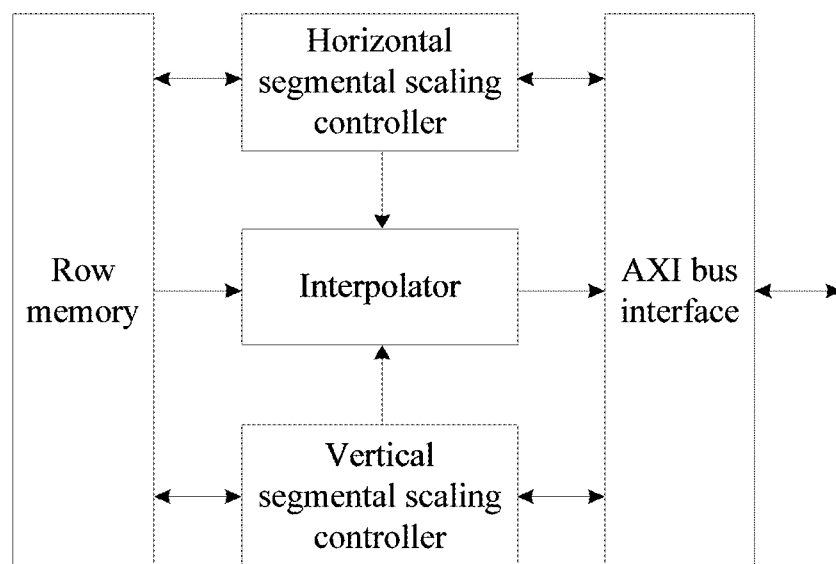 Horizontal
segmental scaling
controller
Row
memory
Interpolator
AXI bus
interface
Vertical
segmental scaling
controller